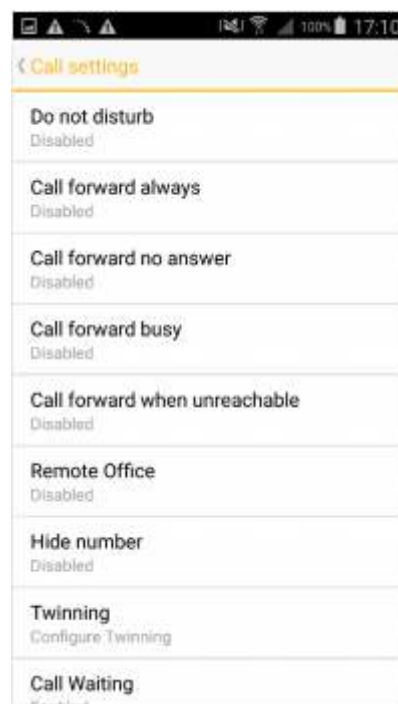 100% 17:10
Call settings
Do not disturb
Disabled
Call forward always
Disabled
Call forward no answer
Disabled
Call forward busy
Disabled
Call forward when unreachable
Disabled
Remote Office
Disabled
Hide number
Disabled
Twinning
Configure Twinning
Call Waiting